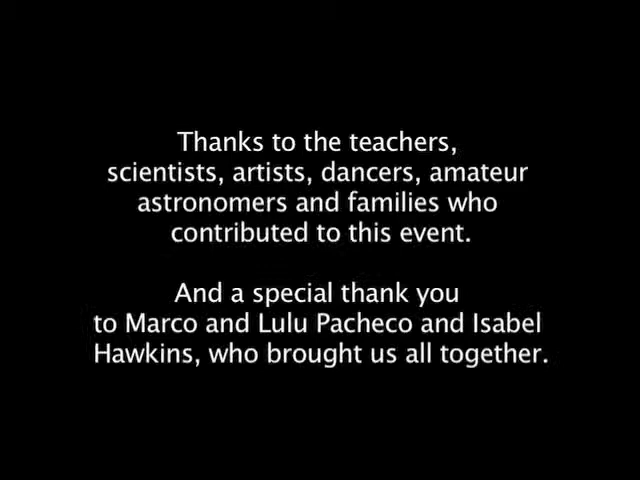 Thanks to the teachers,
scientists, artists, dancers, amateur
astronomers and families who
contributed to this event.
And a special thank you
to Marco and Lulu Pacheco and Isabel
Hawkins, who brought us all together.